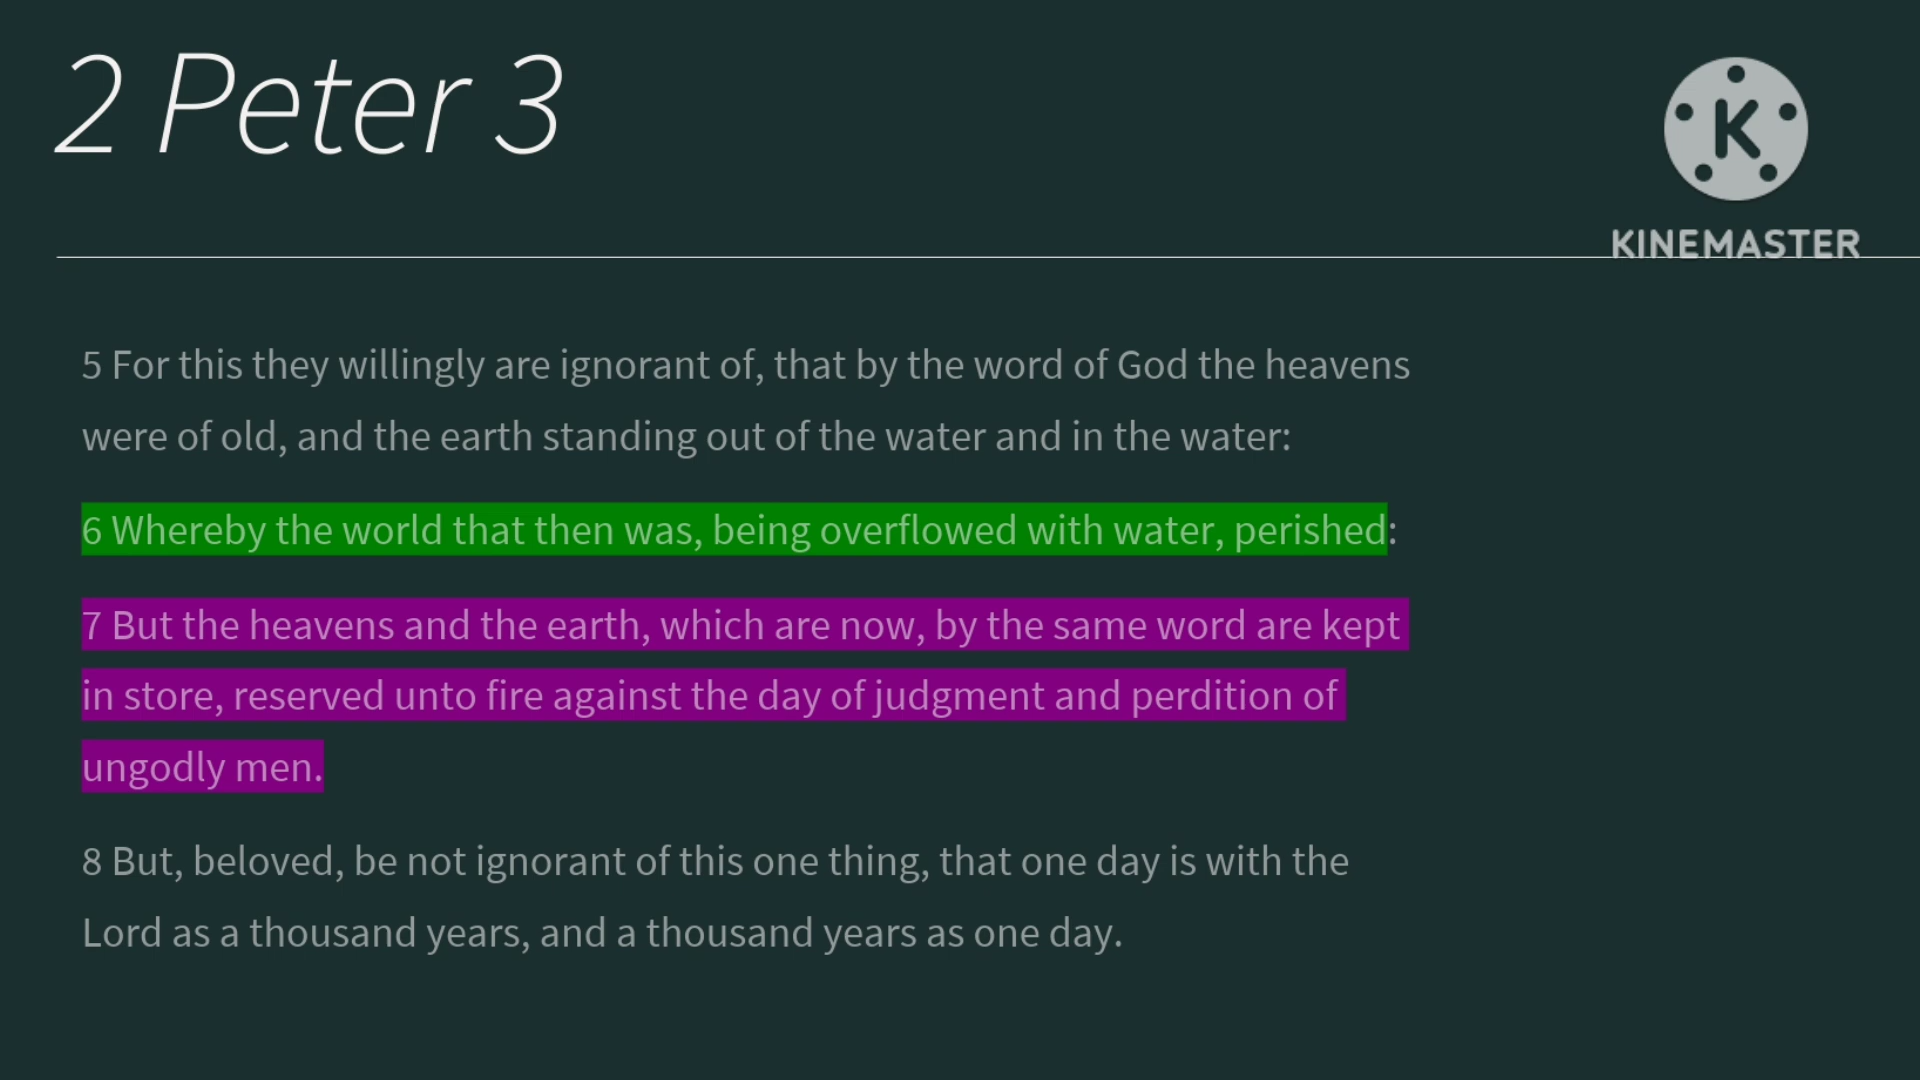 2 Peter 3
K
KINEMASTER
5 For this they willingly are ignorant of, that by the word of God the heavens
were of old, and the earth standing out of the water and in the water:
6 Whereby the world that then was, being overflowed with water, perished:
7 But the heavens and the earth, which are now, by the same word are kept
in store, reserved unto fire against the day of judgment and perdition of
ungodly men.
8 But, beloved, be not ignorant of this one thing, that one day is with the
Lord as a thousand years, and a thousand years as one day.